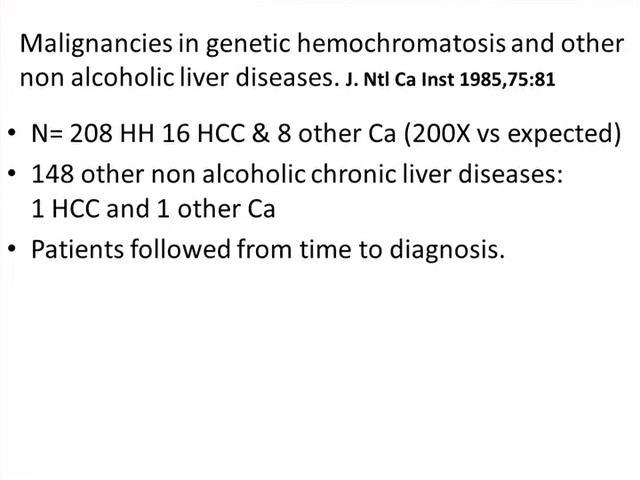 Malignancies in genetic hemochromatosis and other
non alcoholic liver diseases. J. Ntl Ca Inst 1985,75:81
• N= 208 HH 16 HCC & 8 other Ca (200X vs expected)
• 148 other non alcoholic chronic liver diseases:
1 HCC and 1 other Ca
• Patients followed from time to diagnosis.